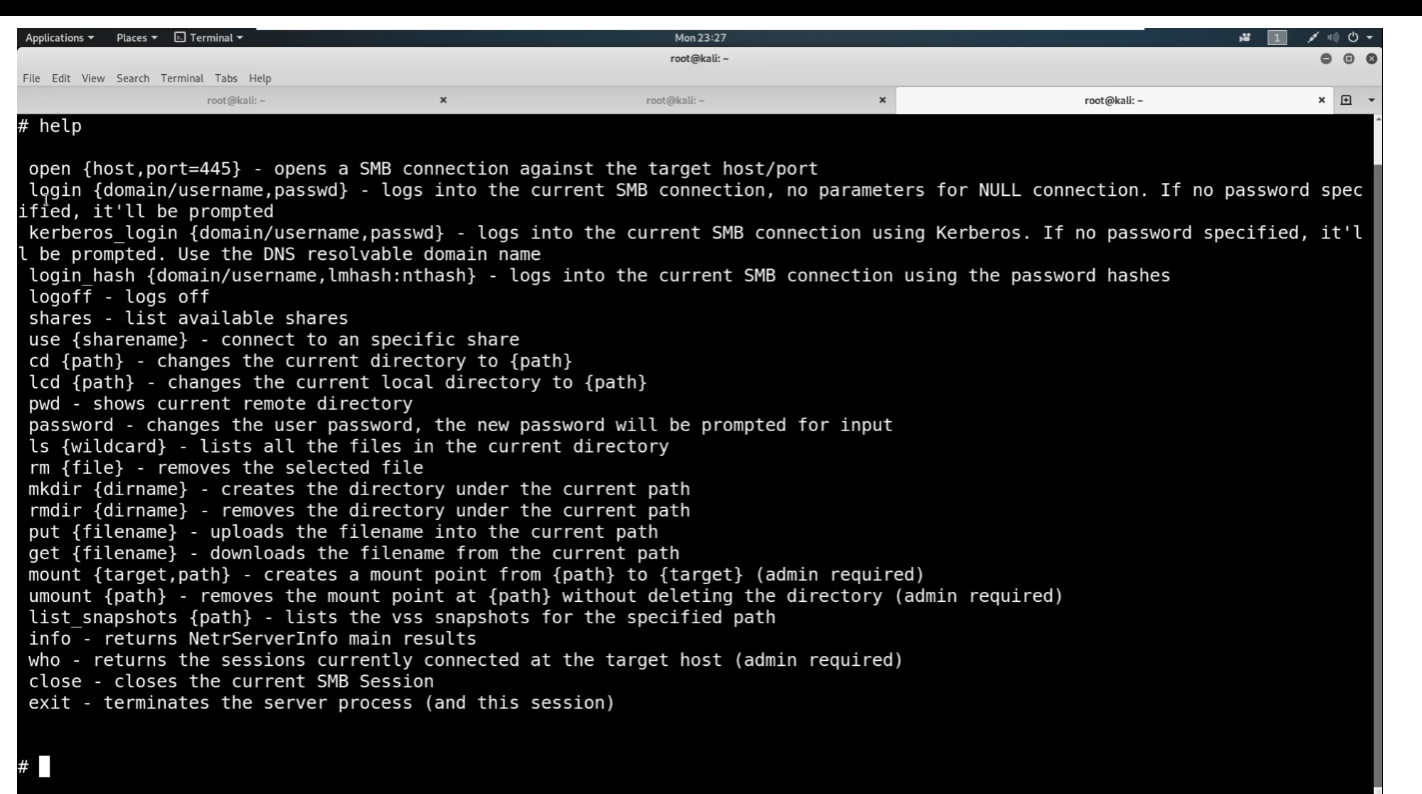 Applications Places Terminal Mon 23:27 1
root@kali: ~
File Edit View Search Terminal Tabs Help
root@kali: ~ root@kali: ~ root@kali: ~
# help
open {host,port=445} - opens a SMB connection against the target host/port
login {domain/username,passwd} - logs into the current SMB connection, no parameters for NULL connection. If no password spec
ified, it'll be prompted
kerberos_login {domain/username,passwd} - logs into the current SMB connection using Kerberos. If no password specified, it'l
l be prompted. Use the DNS resolvable domain name
login_hash {domain/username,lmhash:nthash} - logs into the current SMB connection using the password hashes
logoff - logs off
shares - list available shares
use {sharename} - connect to an specific share
cd {path} - changes the current directory to {path}
lcd {path} - changes the current local directory to {path}
pwd - shows current remote directory
password - changes the user password, the new password will be prompted for input
ls {wildcard} - lists all the files in the current directory
rm {file} - removes the selected file
mkdir {dirname} - creates the directory under the current path
rmdir {dirname} - removes the directory under the current path
put {filename} - uploads the filename into the current path
get {filename} - downloads the filename from the current path
mount {target,path} - creates a mount point from {path} to {target} (admin required)
umount {path} - removes the mount point at {path} without deleting the directory (admin required)
list_snapshots {path} - lists the vss snapshots for the specified path
info - returns NetrServerInfo main results
who - returns the sessions currently connected at the target host (admin required)
close - closes the current SMB Session
exit - terminates the server process (and this session)
#